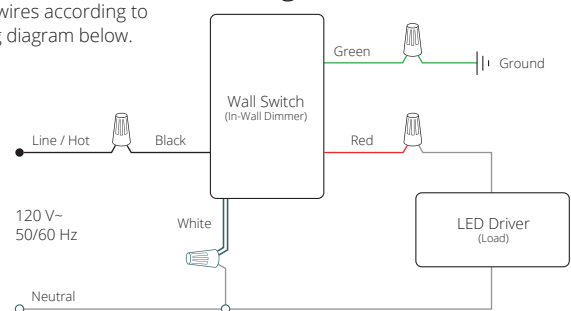 wires according to
diagram below.
Green
Ground
Wall Switch
(In-Wall Dimmer)
Line / Hot
Black
Red
120 V~
50/60 Hz
White
LED Driver
(Load)
Neutral